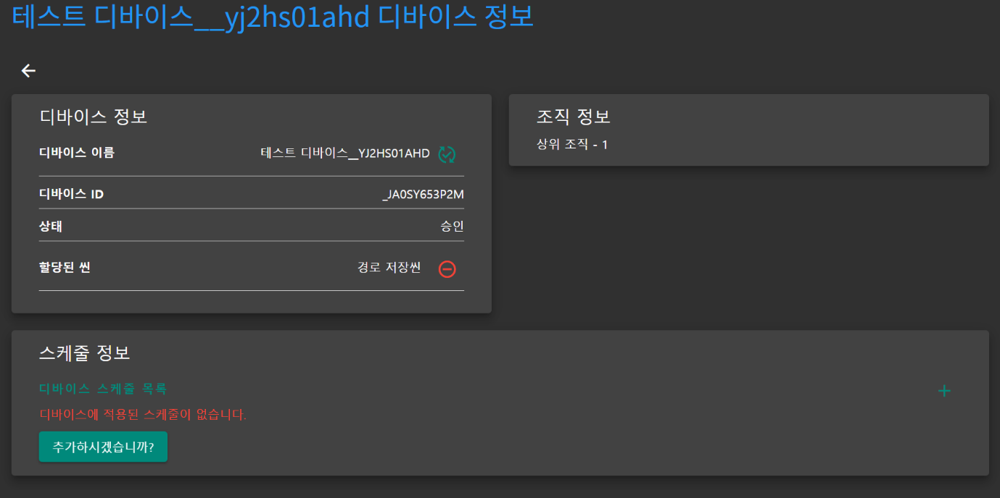 테스트 디바이스__yj2hs01ahd 디바이스 정보
디바이스 정보
디바이스 이름 테스트 디바이스__YJ2HS01AHD
디바이스 ID _JA0SY653P2M
상태 승인
할당된 씬 경로 저장씬
조직 정보
상위 조직 - 1
스케줄 정보
디바이스 스케줄 목록
디바이스에 적용된 스케줄이 없습니다.
추가하시겠습니까?